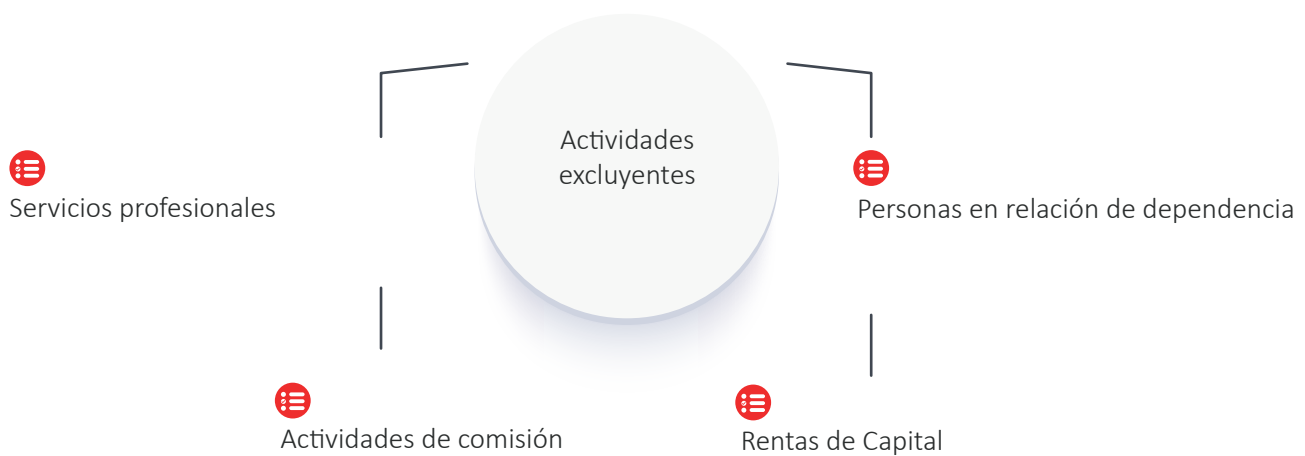 Actividades
excluyentes
Servicios profesionales
Personas en relación de dependencia
Actividades de comisión
Rentas de Capital